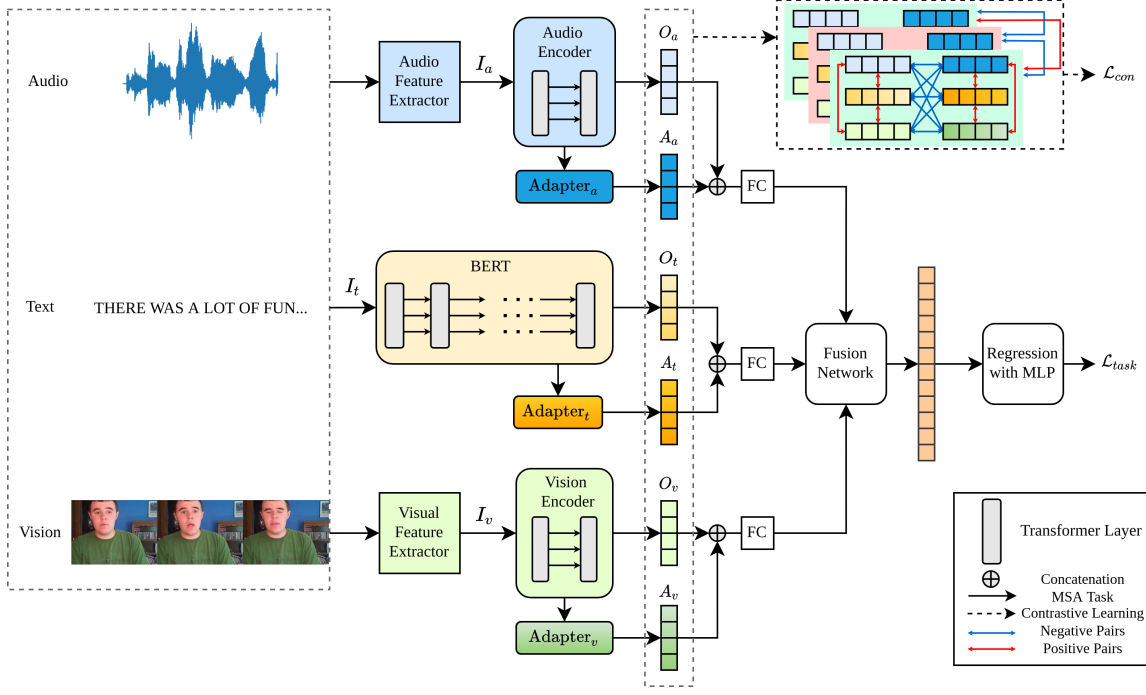 Audio
Audio
Feature
Extractor
I_a
Audio
Encoder
Adapter_a
O_a
A_a
FC
ℒ_con
Text
THERE WAS A LOT OF FUN...
I_t
BERT
. . .
. . .
Adapter_t
O_t
A_t
FC
Fusion
Network
Regression
with MLP
ℒ_task
Vision
Visual
Feature
Extractor
I_v
Vision
Encoder
Adapter_v
O_v
A_v
FC
Transformer Layer
Concatenation
MSA Task
Contrastive Learning
Negative Pairs
Positive Pairs